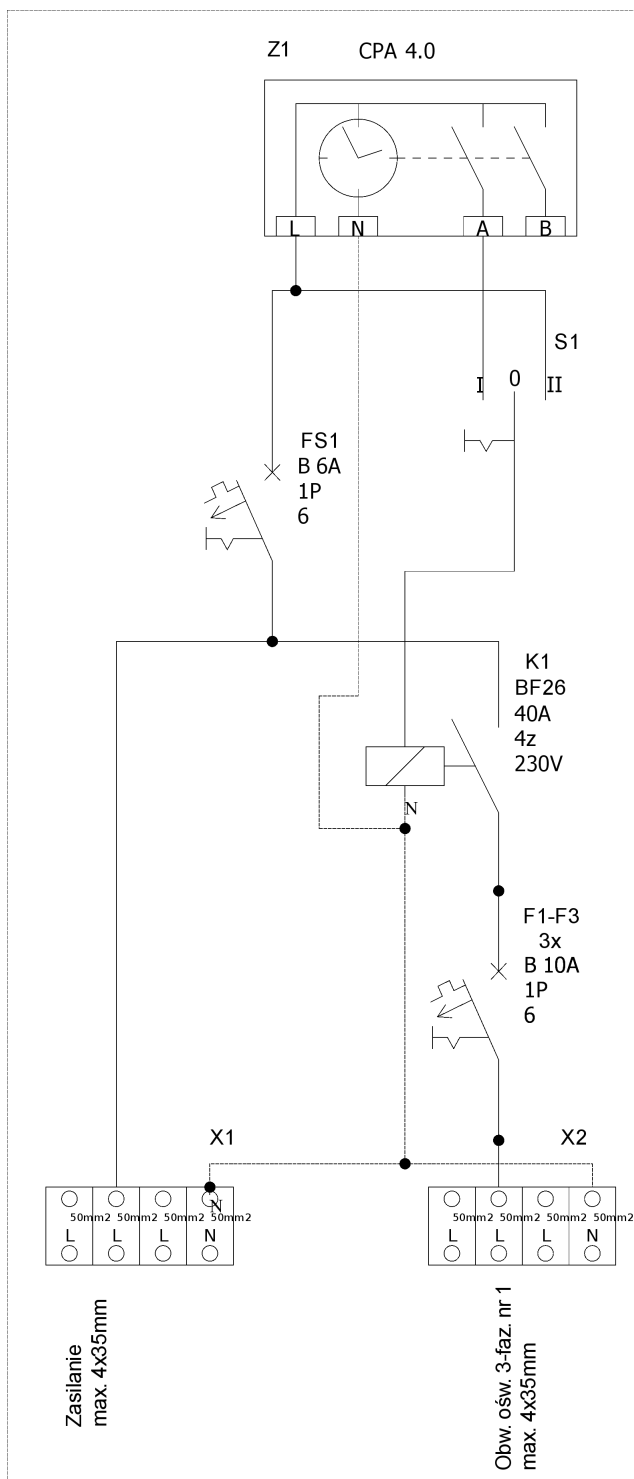 Z1
CPA 4.0
L N A B
S1
I 0 II
FS1
B 6A
1P
6
K1
BF26
40A
4z
230V
N
F1-F3
3x
B 10A
1P
6
X1
X2
N
50mm2 50mm2 50mm2 50mm2
L L L N
50mm2 50mm2 50mm2 50mm2
L L L N
Zasilanie
max. 4x35mm
Obw. ośw. 3-faz. nr 1
max. 4x35mm